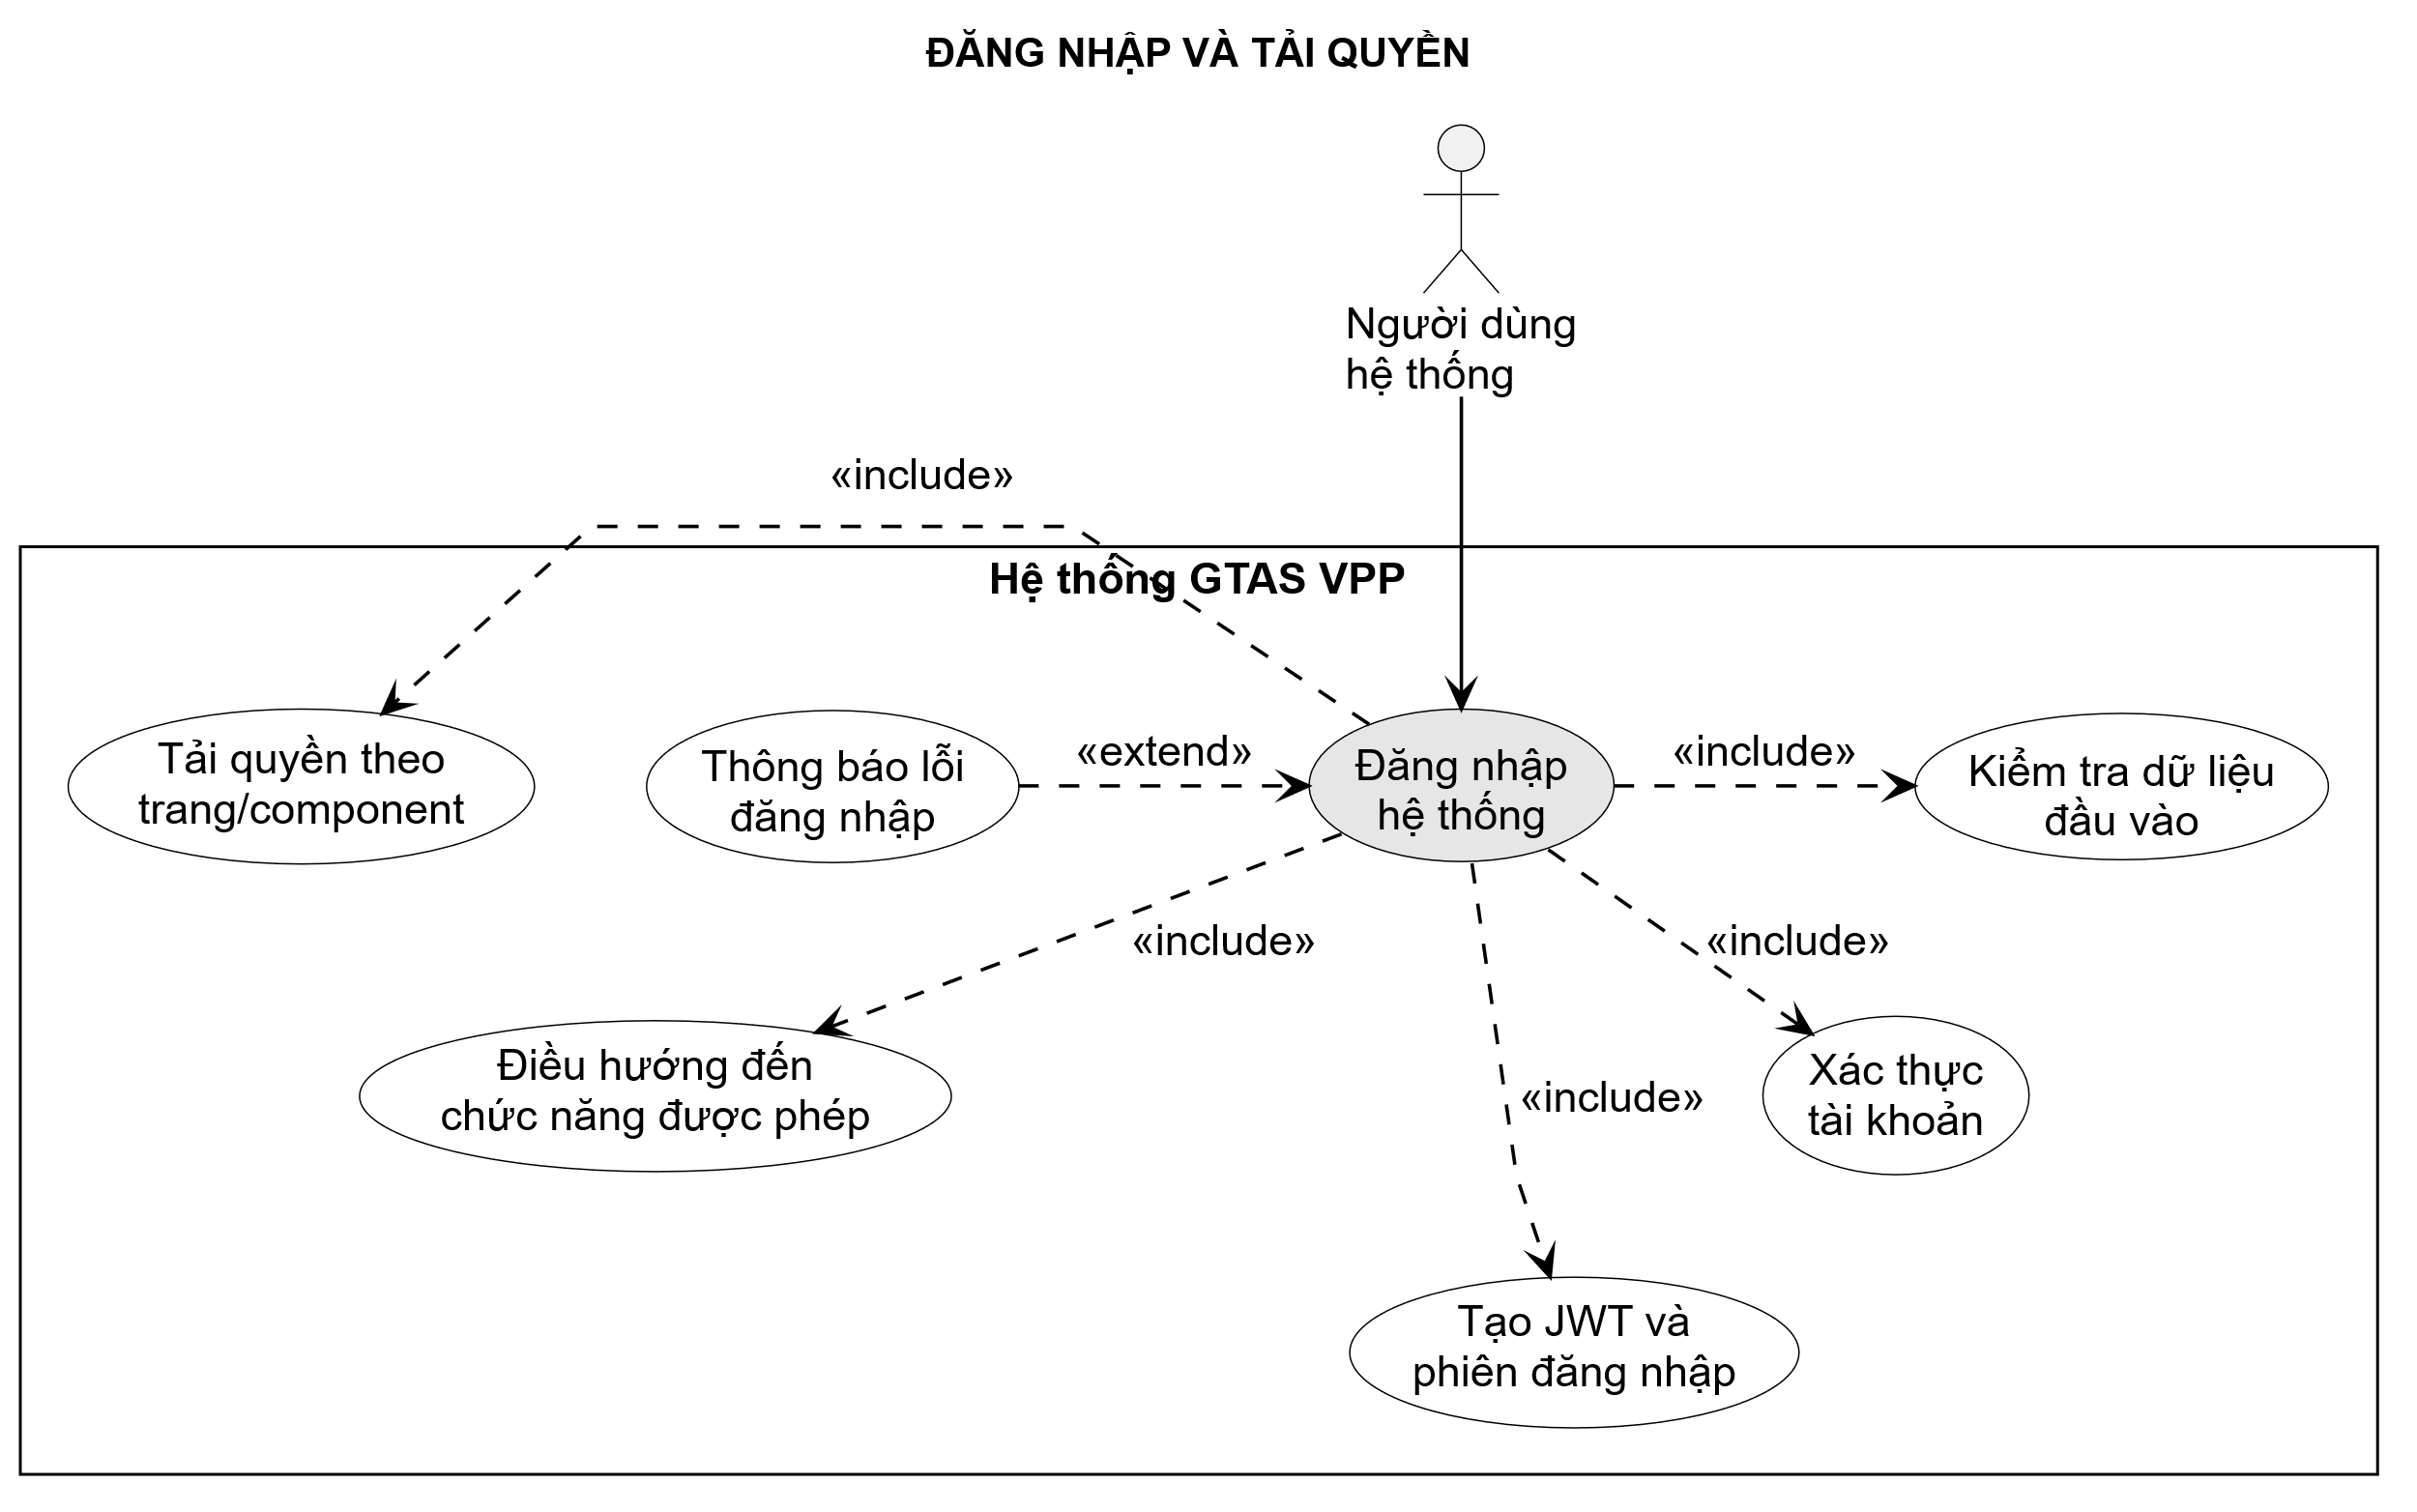 ĐĂNG NHẬP VÀ TẢI QUYỀN
Người dùng
hệ thống
«include»
Hệ thống GTAS VPP
Tải quyền theo
trang/component
Thông báo lỗi
đăng nhập
«extend»
Đăng nhập
hệ thống
«include»
Kiểm tra dữ liệu
đầu vào
«include»
«include»
Điều hướng đến
chức năng được phép
«include»
Xác thực
tài khoản
Tạo JWT và
phiên đăng nhập